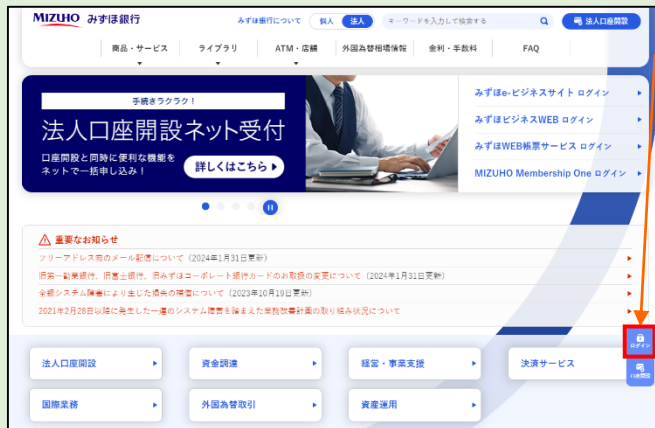 MIZUHO みずほ銀行
みずほ銀行について 個人 法人 キーワードを入力して検索する 法人口座開設
商品・サービス ライブラリ ATM・店舗 外国為替相場情報 金利・手数料 FAQ
手続きラクラク！
法人口座開設ネット受付
口座開設と同時に便利な機能を
ネットで一括申し込み！
詳しくはこちら
みずほe-ビジネスサイト ログイン
みずほビジネスWEB ログイン
みずほWEB帳票サービス ログイン
MIZUHO Membership One ログイン
重要なお知らせ
フリーアドレス宛のメール配信について（2024年1月31日更新）
旧第一勧業銀行、旧富士銀行、旧みずほコーポレート銀行カードのお取扱の変更について（2024年1月31日更新）
全銀システム障害により生じた損失の補償について（2023年10月19日更新）
2021年2月28日以降に発生した一連のシステム障害を踏まえた業務改善計画の取り組み状況について
ログイン
口座開設
法人口座開設 資金調達 経営・事業支援 決済サービス
国際業務 外国為替取引 資産運用